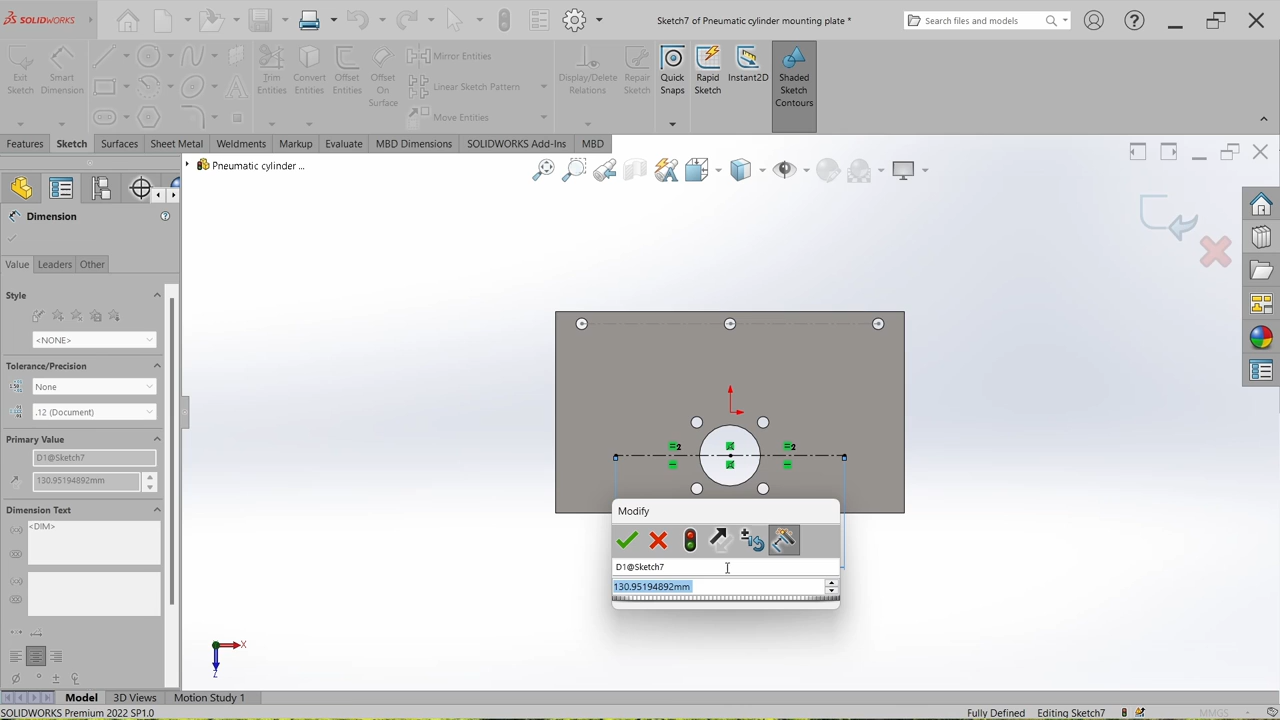 SOLIDWORKS
Sketch7 of Pneumatic cylinder mounting plate *
Search files and models
Exit Sketch
Smart Dimension
Trim Entities
Convert Entities
Offset Entities
Offset On Surface
Mirror Entities
Linear Sketch Pattern
Move Entities
Display/Delete Relations
Repair Sketch
Quick Snaps
Rapid Sketch
Instant2D
Shaded Sketch Contours
Features
Sketch
Surfaces
Sheet Metal
Weldments
Markup
Evaluate
MBD Dimensions
SOLIDWORKS Add-Ins
MBD
Pneumatic cylinder ...
Dimension
Value
Leaders
Other
Style
<NONE>
Tolerance/Precision
None
.12 (Document)
Primary Value
D1@Sketch7
130.95194892mm
Dimension Text
<DIM>
2
2
Modify
D1@Sketch7
130.95194892mm
X
Z
Model
3D Views
Motion Study 1
SOLIDWORKS Premium 2022 SP1.0
Fully Defined
Editing Sketch7
MMGS